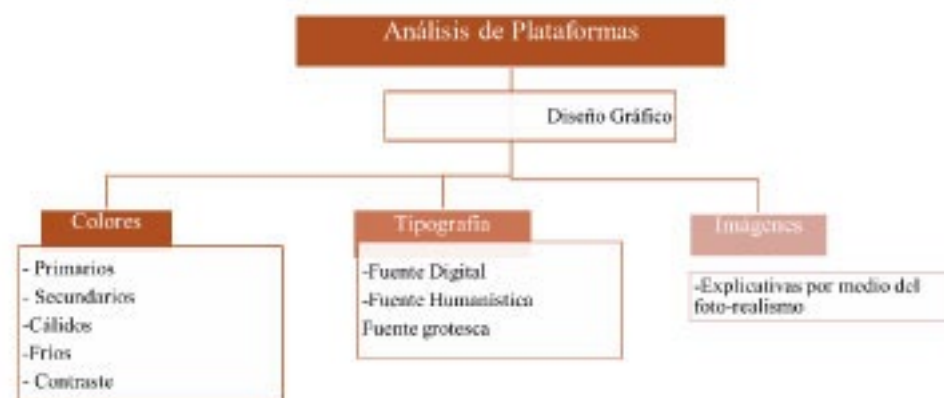 Análisis de Plataformas
Diseño Gráfico
Colores
- Primarios
- Secundarios
-Cálidos
-Fríos
- Contraste
Tipografía
-Fuente Digital
-Fuente Humanística
Fuente grotesca
Imágenes
-Explicativas por medio del
foto-realismo